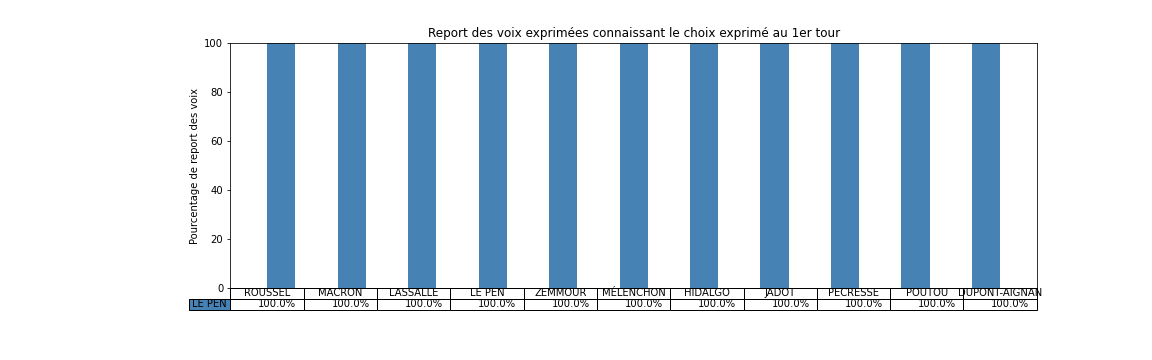 Report des voix exprimées connaissant le choix exprimé au 1er tour
Pourcentage de report des voix
100
80
60
40
20
0
ROUSSEL MACRON LASSALLE LE PEN ZEMMOUR MÉLENCHON HIDALGO JADOT PÉCRESSE POUTOU DUPONT-AIGNAN
LE PEN 100.0% 100.0% 100.0% 100.0% 100.0% 100.0% 100.0% 100.0% 100.0% 100.0% 100.0%